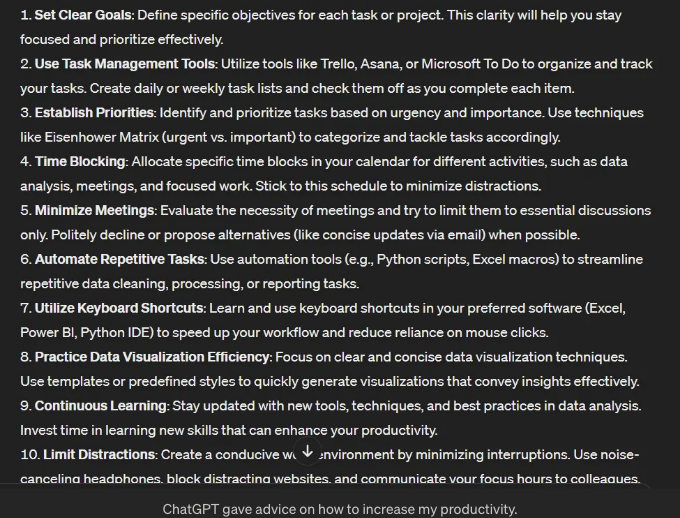 1. Set Clear Goals: Define specific objectives for each task or project. This clarity will help you stay
focused and prioritize effectively.
2. Use Task Management Tools: Utilize tools like Trello, Asana, or Microsoft To Do to organize and track
your tasks. Create daily or weekly task lists and check them off as you complete each item.
3. Establish Priorities: Identify and prioritize tasks based on urgency and importance. Use techniques
like Eisenhower Matrix (urgent vs. important) to categorize and tackle tasks accordingly.
4. Time Blocking: Allocate specific time blocks in your calendar for different activities, such as data
analysis, meetings, and focused work. Stick to this schedule to minimize distractions.
5. Minimize Meetings: Evaluate the necessity of meetings and try to limit them to essential discussions
only. Politely decline or propose alternatives (like concise updates via email) when possible.
6. Automate Repetitive Tasks: Use automation tools (e.g., Python scripts, Excel macros) to streamline
repetitive data cleaning, processing, or reporting tasks.
7. Utilize Keyboard Shortcuts: Learn and use keyboard shortcuts in your preferred software (Excel,
Power BI, Python IDE) to speed up your workflow and reduce reliance on mouse clicks.
8. Practice Data Visualization Efficiency: Focus on clear and concise data visualization techniques.
Use templates or predefined styles to quickly generate visualizations that convey insights effectively.
9. Continuous Learning: Stay updated with new tools, techniques, and best practices in data analysis.
Invest time in learning new skills that can enhance your productivity.
10. Limit Distractions: Create a conducive environment by minimizing interruptions. Use noise-
canceling headphones, block distracting websites, and communicate your focus hours to colleagues.
ChatGPT gave advice on how to increase my productivity.